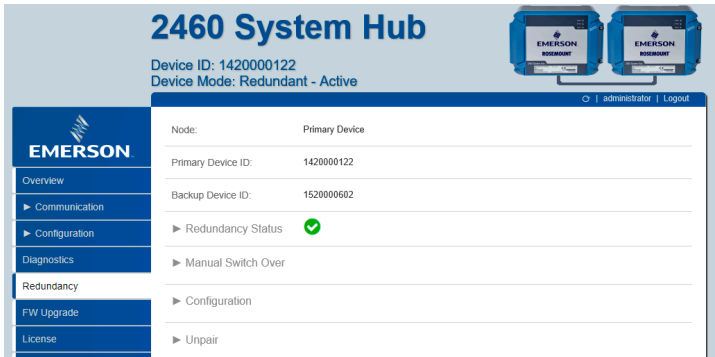 2460 System Hub
Device ID: 1420000122
Device Mode: Redundant - Active
EMERSON
ROSEMOUNT
EMERSON
ROSEMOUNT
| administrator | Logout
EMERSON
Overview
► Communication
► Configuration
Diagnostics
Redundancy
FW Upgrade
License
Node: Primary Device
Primary Device ID: 1420000122
Backup Device ID: 1520000602
► Redundancy Status
► Manual Switch Over
► Configuration
► Unpair